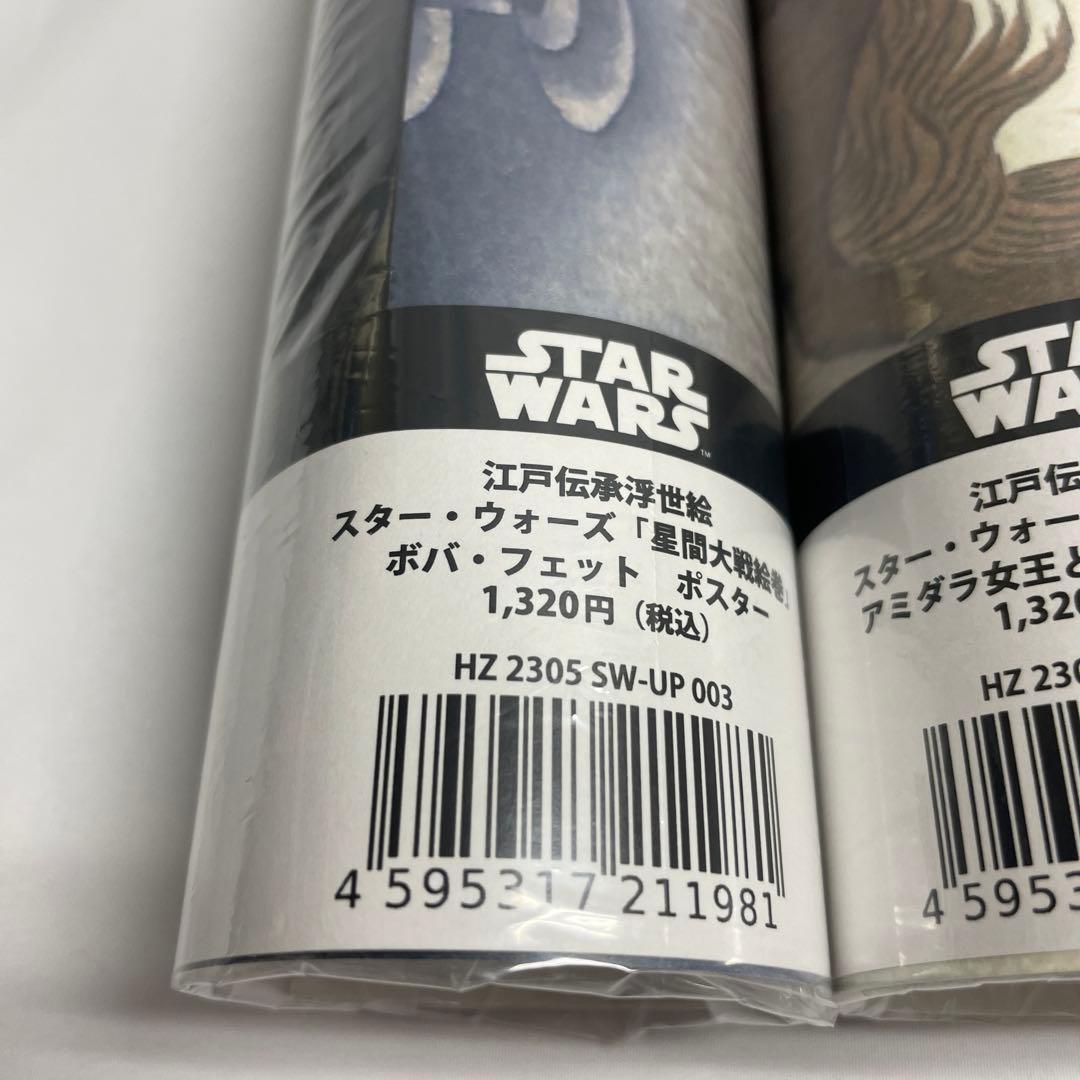 STAR
WARS
TM
江戸伝承浮世絵
スター・ウォーズ「星間大戦絵巻」
ボバ・フェット　ポスター
1,320円（税込）
HZ 2305 SW-UP 003
4 595317 211981
江戸伝
スター・ウォー
アミダラ女王と
1,320
HZ 230
4 5953